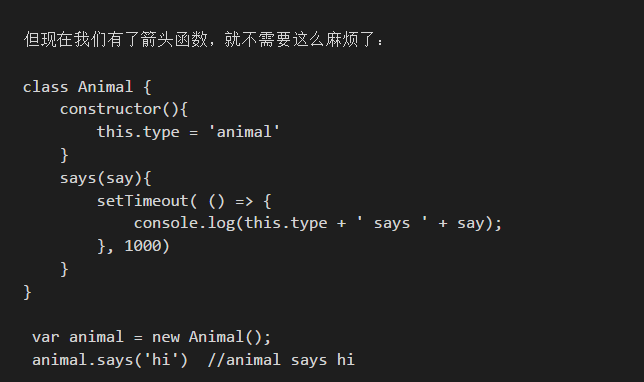 但现在我们有了箭头函数，就不需要这么麻烦了：
class Animal {
    constructor(){
        this.type = 'animal'
    }
    says(say){
        setTimeout( () => {
            console.log(this.type + ' says ' + say);
        }, 1000)
    }
}
 var animal = new Animal();
 animal.says('hi')  //animal says hi